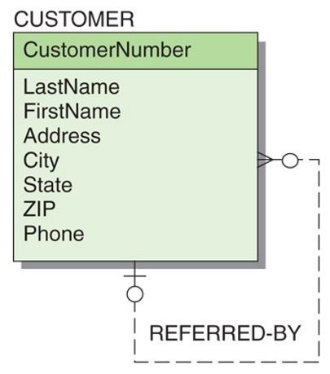 CUSTOMER
CustomerNumber
LastName
FirstName
Address
City
State
ZIP
Phone
REFERRED-BY